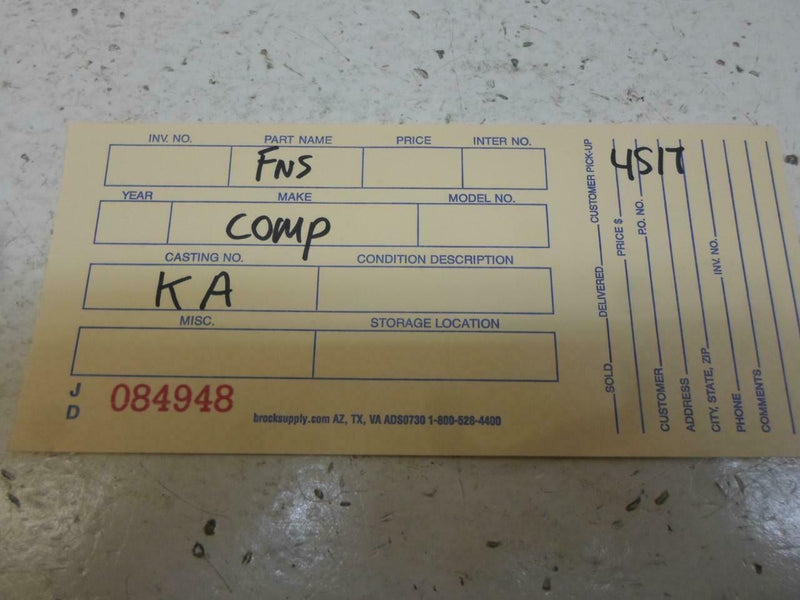 INV. NO. PART NAME PRICE INTER NO.
FNS
YEAR MAKE MODEL NO.
COMP
CASTING NO. CONDITION DESCRIPTION
KA
MISC. STORAGE LOCATION
J D 084948
brocksupply.com AZ, TX, VA ADS0730 1-800-528-4400
SOLD DELIVERED CUSTOMER PICK-UP
PRICE $ P.O. NO.
4517
CUSTOMER
ADDRESS
CITY, STATE, ZIP
PHONE INV. NO.
COMMENTS